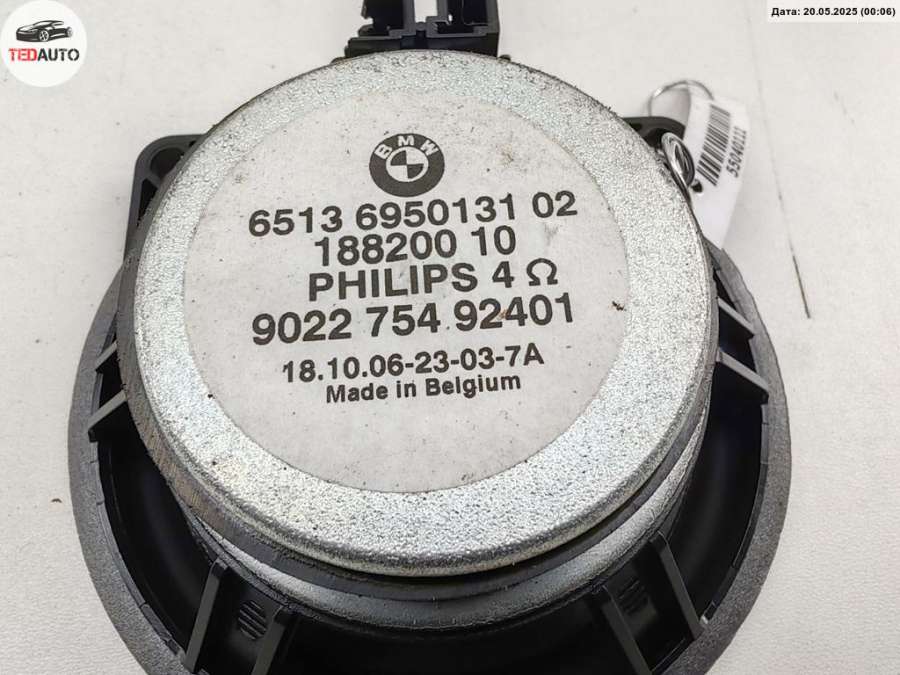 Дата: 20.05.2025 (00:06)
TEDAUTO
BMW
6513 6950131 02
188200 10
PHILIPS 4 Ω
9022 754 92401
18.10.06-23-03-7A
Made in Belgium
55040222